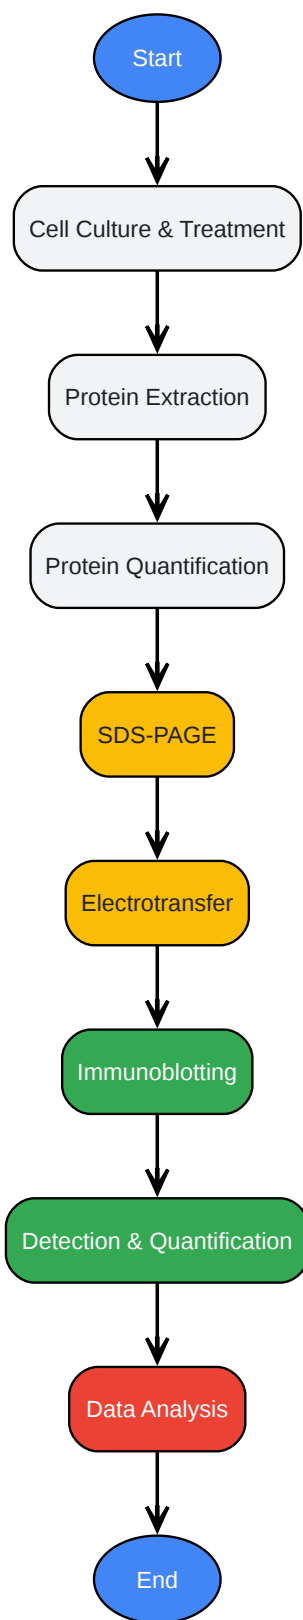 Start
Cell Culture & Treatment
Protein Extraction
Protein Quantification
SDS-PAGE
Electrotransfer
Immunoblotting
Detection & Quantification
Data Analysis
End